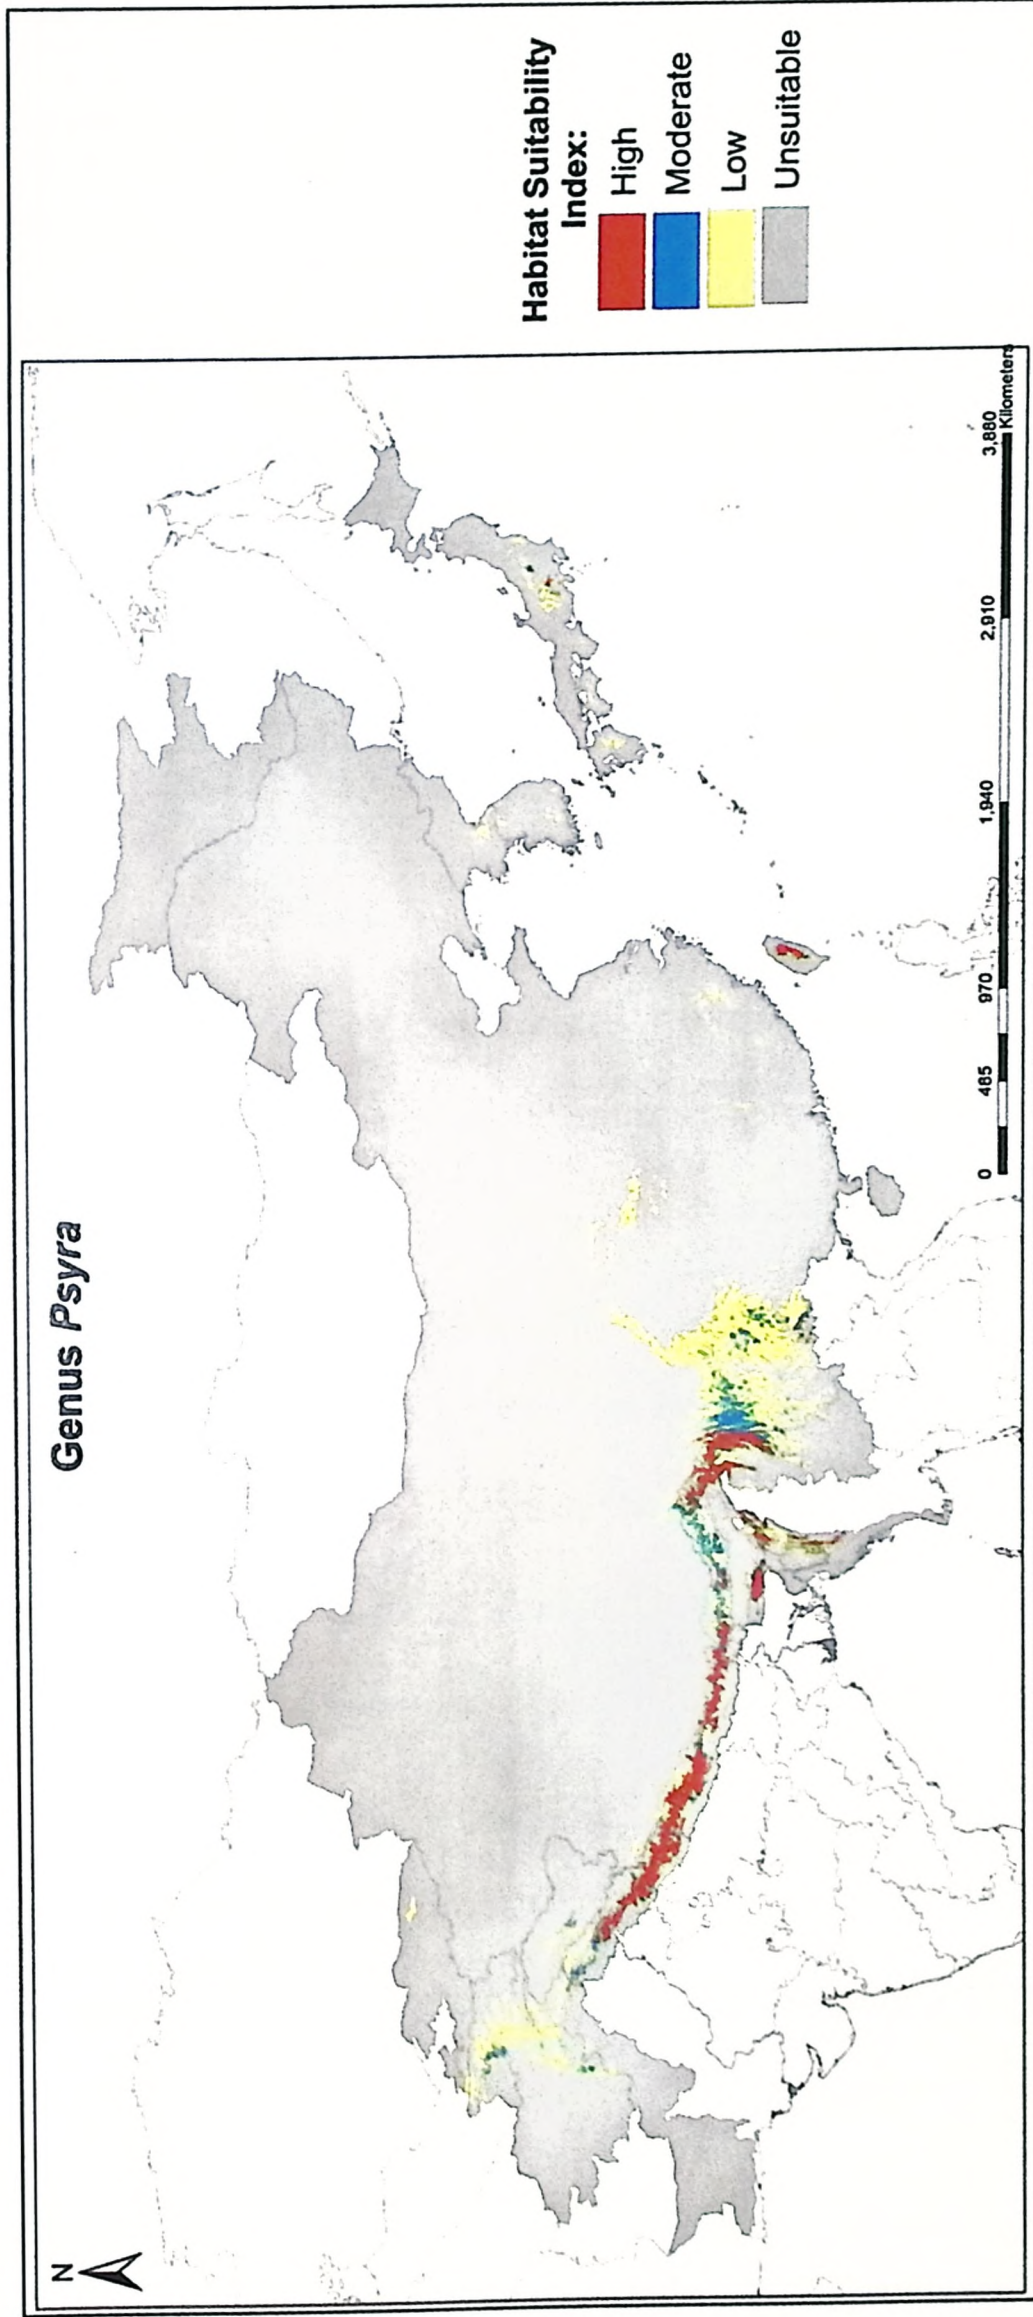 Genus Psyra
N
Habitat Suitability
Index:
High
Moderate
Low
Unsuitable
0 485 970 1,940 2,910 3,880
Kilometers